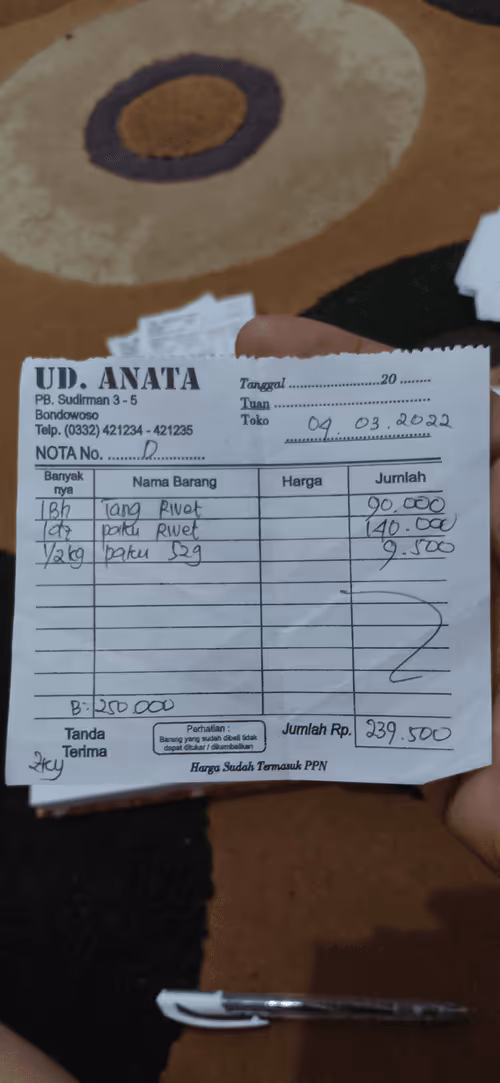 UD. ANATA
PB. Sudirman 3 - 5
Bondowoso
Telp. (0332) 421234 - 421235
NOTA No. ........................
Tanggal ............................20 ........
Tuan ................................................
Toko 04.03.2022
Banyak nya Nama Barang Harga Jumlah
1Bh Tang Rivet 90.000
1dz paku Rivet 140.000
1/2kg paku 52g 9.500
B: 250.000
Tanda Terima
Perhatian :
Barang yang sudah dibeli tidak
dapat ditukar / dikembalikan
Jumlah Rp. 239.500
Harga Sudah Termasuk PPN